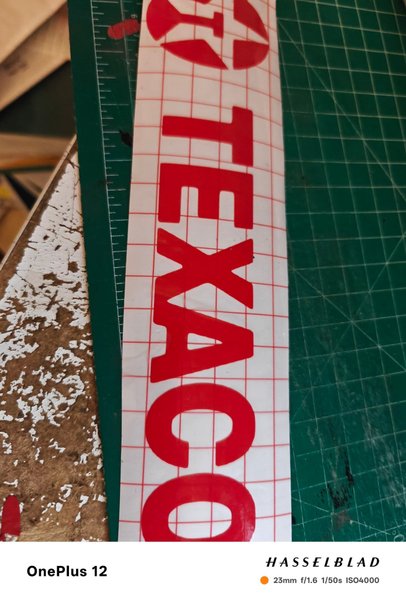 T
TEXACO
OnePlus 12
HASSELBLAD
23mm f/1.6 1/50s ISO4000